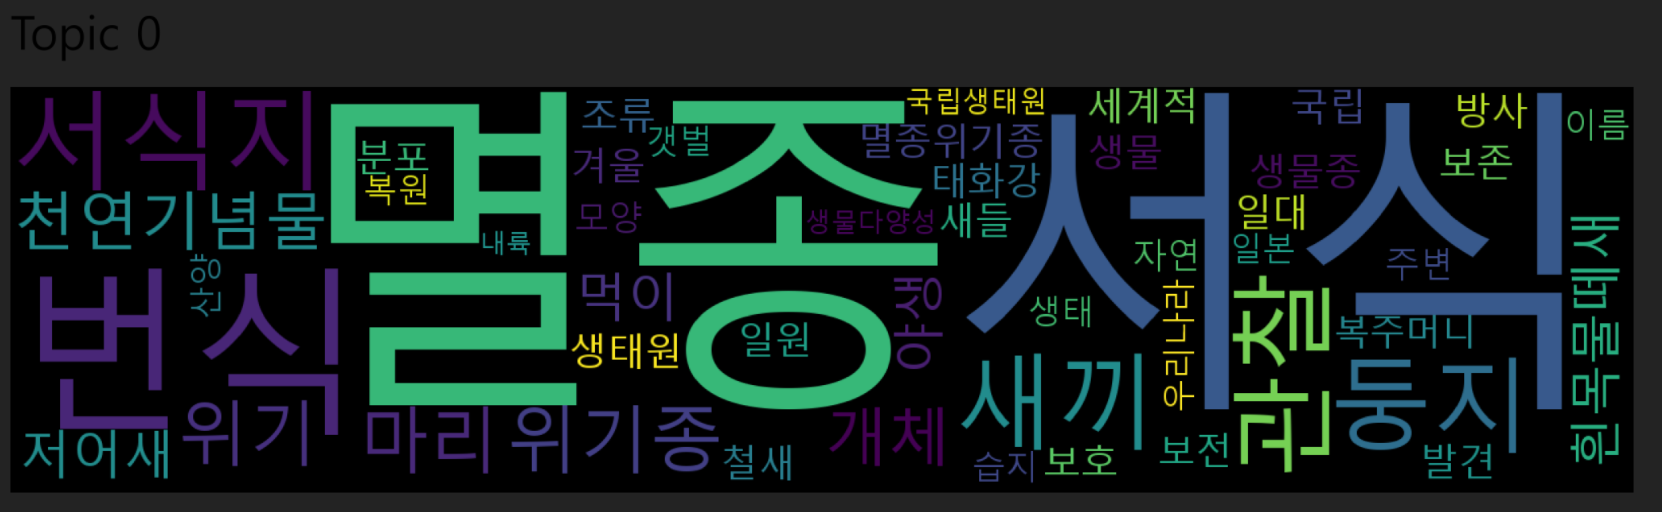 Topic 0
서식지
멸종
조류
국립생태원
세계적
서식
국립
방사
이름
분포
갯벌
멸종위기종
생물
겨울
생물종
보존
복원
태화강
천연기념물
모양
생물다양성
새들
일대
내륙
자연
일본
흰목물떼새
번식
산양
먹이
야생
생태
주변
우리나라
관찰
복주머니
생태원
일원
새끼
둥지
위기
마리
위기종
개체
저어새
철새
습지
보호
보전
발견